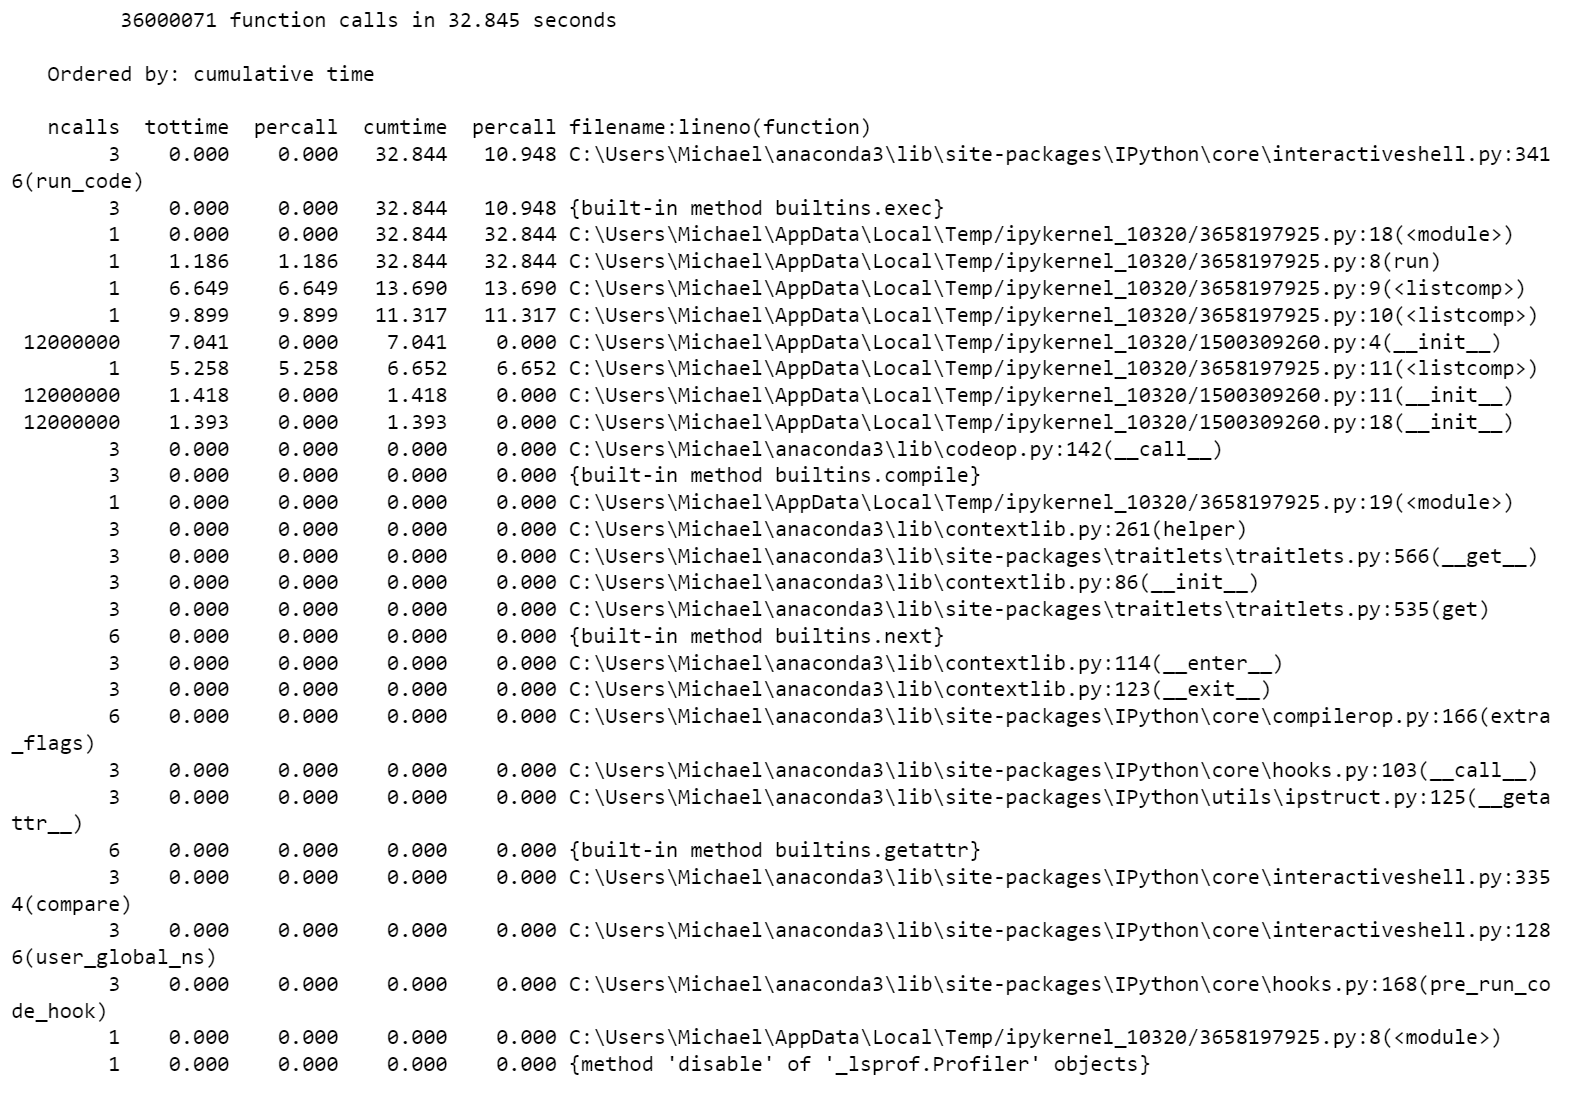 36000071 function calls in 32.845 seconds
Ordered by: cumulative time
ncalls  tottime  percall  cumtime  percall filename:lineno(function)
3    0.000    0.000   32.844   10.948 C:\Users\Michael\anaconda3\lib\site-packages\IPython\core\interactiveshell.py:341
6(run_code)
3    0.000    0.000   32.844   10.948 {built-in method builtins.exec}
1    0.000    0.000   32.844   32.844 C:\Users\Michael\AppData\Local\Temp/ipykernel_10320/3658197925.py:18(<module>)
1    1.186    1.186   32.844   32.844 C:\Users\Michael\AppData\Local\Temp/ipykernel_10320/3658197925.py:8(run)
1    6.649    6.649   13.690   13.690 C:\Users\Michael\AppData\Local\Temp/ipykernel_10320/3658197925.py:9(<listcomp>)
1    9.899    9.899   11.317   11.317 C:\Users\Michael\AppData\Local\Temp/ipykernel_10320/3658197925.py:10(<listcomp>)
12000000    7.041    0.000    7.041    0.000 C:\Users\Michael\AppData\Local\Temp/ipykernel_10320/1500309260.py:4(__init__)
1    5.258    5.258    6.652    6.652 C:\Users\Michael\AppData\Local\Temp/ipykernel_10320/3658197925.py:11(<listcomp>)
12000000    1.418    0.000    1.418    0.000 C:\Users\Michael\AppData\Local\Temp/ipykernel_10320/1500309260.py:11(__init__)
12000000    1.393    0.000    1.393    0.000 C:\Users\Michael\AppData\Local\Temp/ipykernel_10320/1500309260.py:18(__init__)
3    0.000    0.000    0.000    0.000 C:\Users\Michael\anaconda3\lib\codeop.py:142(__call__)
3    0.000    0.000    0.000    0.000 {built-in method builtins.compile}
1    0.000    0.000    0.000    0.000 C:\Users\Michael\AppData\Local\Temp/ipykernel_10320/3658197925.py:19(<module>)
3    0.000    0.000    0.000    0.000 C:\Users\Michael\anaconda3\lib\contextlib.py:261(helper)
3    0.000    0.000    0.000    0.000 C:\Users\Michael\anaconda3\lib\site-packages\traitlets\traitlets.py:566(__get__)
3    0.000    0.000    0.000    0.000 C:\Users\Michael\anaconda3\lib\contextlib.py:86(__init__)
3    0.000    0.000    0.000    0.000 C:\Users\Michael\anaconda3\lib\site-packages\traitlets\traitlets.py:535(get)
6    0.000    0.000    0.000    0.000 {built-in method builtins.next}
3    0.000    0.000    0.000    0.000 C:\Users\Michael\anaconda3\lib\contextlib.py:114(__enter__)
3    0.000    0.000    0.000    0.000 C:\Users\Michael\anaconda3\lib\contextlib.py:123(__exit__)
6    0.000    0.000    0.000    0.000 C:\Users\Michael\anaconda3\lib\site-packages\IPython\core\compilerop.py:166(extra
_flags)
3    0.000    0.000    0.000    0.000 C:\Users\Michael\anaconda3\lib\site-packages\IPython\core\hooks.py:103(__call__)
3    0.000    0.000    0.000    0.000 C:\Users\Michael\anaconda3\lib\site-packages\IPython\utils\ipstruct.py:125(__geta
ttr__)
6    0.000    0.000    0.000    0.000 {built-in method builtins.getattr}
3    0.000    0.000    0.000    0.000 C:\Users\Michael\anaconda3\lib\site-packages\IPython\core\interactiveshell.py:335
4(compare)
3    0.000    0.000    0.000    0.000 C:\Users\Michael\anaconda3\lib\site-packages\IPython\core\interactiveshell.py:128
6(user_global_ns)
3    0.000    0.000    0.000    0.000 C:\Users\Michael\anaconda3\lib\site-packages\IPython\core\hooks.py:168(pre_run_co
de_hook)
1    0.000    0.000    0.000    0.000 C:\Users\Michael\AppData\Local\Temp/ipykernel_10320/3658197925.py:8(<module>)
1    0.000    0.000    0.000    0.000 {method 'disable' of '_lsprof.Profiler' objects}